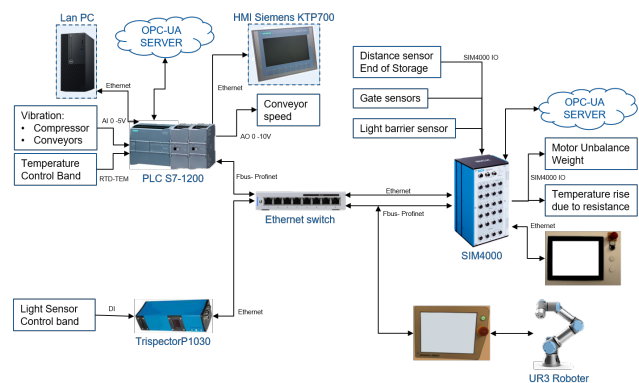 Lan PC
OPC-UA
SERVER
HMI Siemens KTP700
Ethernet
Ethernet
Vibration:
• Compressor
• Conveyors
AI 0 -5V
Temperature
Control Band
RTD-TEM
PLC S7-1200
Conveyor
speed
AO 0 -10V
Distance sensor
End of Storage
SIM4000 IO
Gate sensors
Light barrier sensor
OPC-UA
SERVER
Motor Unbalance
Weight
SIM4000 IO
Temperature rise
due to resistance
Ethernet
SIM4000
Fbus- Profinet
Ethernet
Fbus- Profinet
Ethernet switch
Light Sensor
Control band
DI
Ethernet
TrispectorP1030
UR3 Roboter